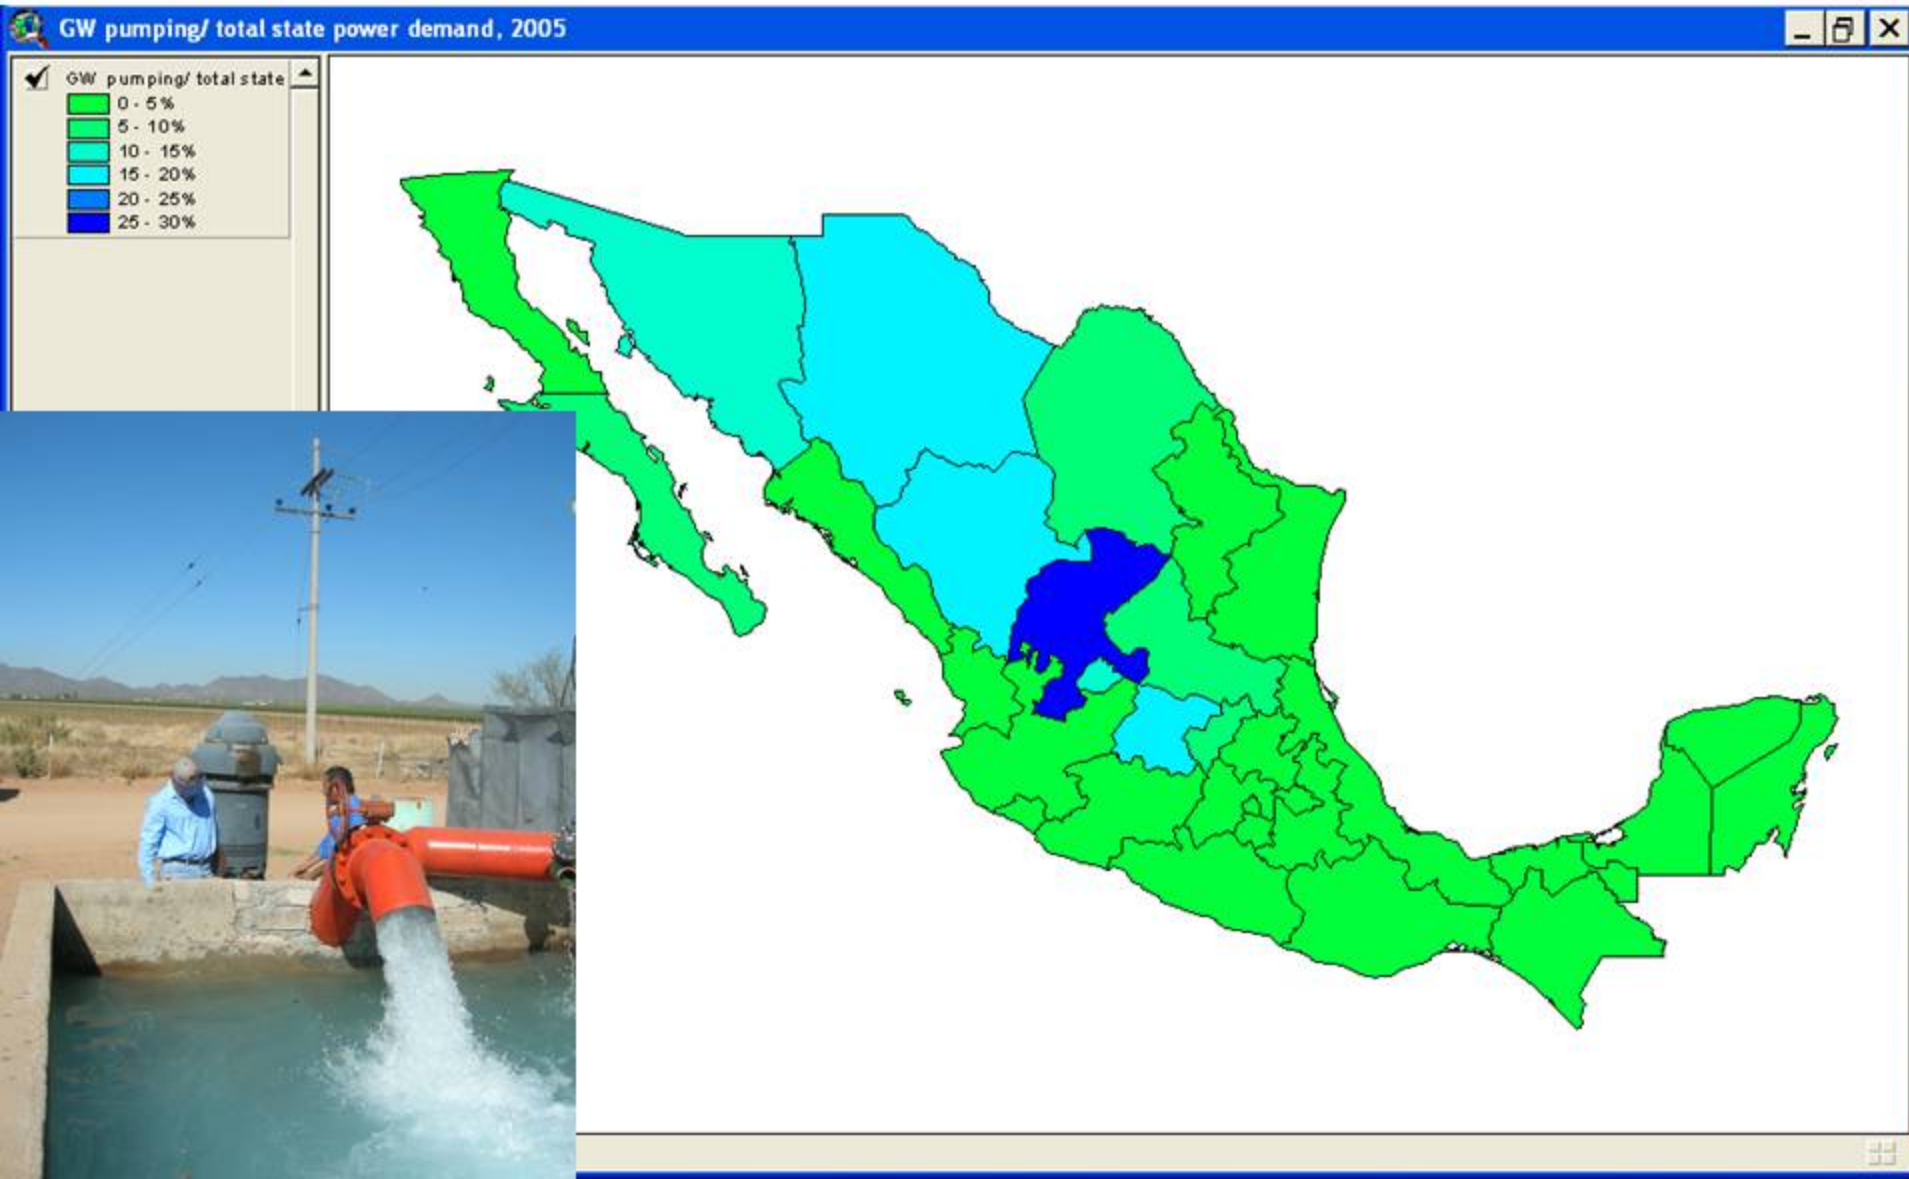 GW pumping/ total state power demand, 2005
GW pumping/ total state
0 - 5%
5 - 10%
10 - 15%
15 - 20%
20 - 25%
25 - 30%